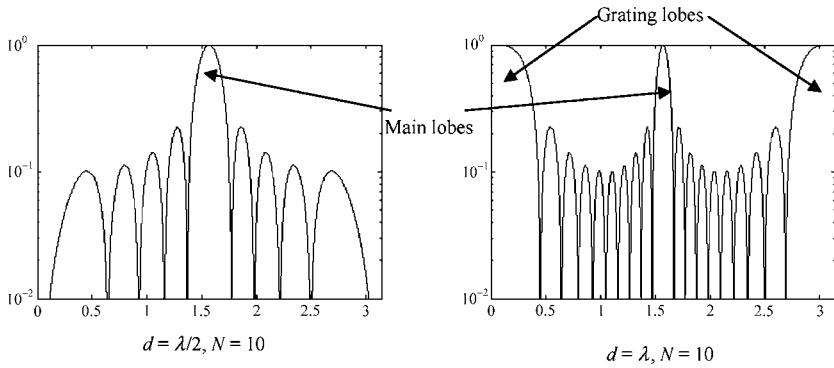 Grating lobes
Main lobes
10^0
10^-1
10^-2
0 0.5 1 1.5 2 2.5 3
d = λ/2, N = 10
10^0
10^-1
10^-2
0 0.5 1 1.5 2 2.5 3
d = λ, N = 10